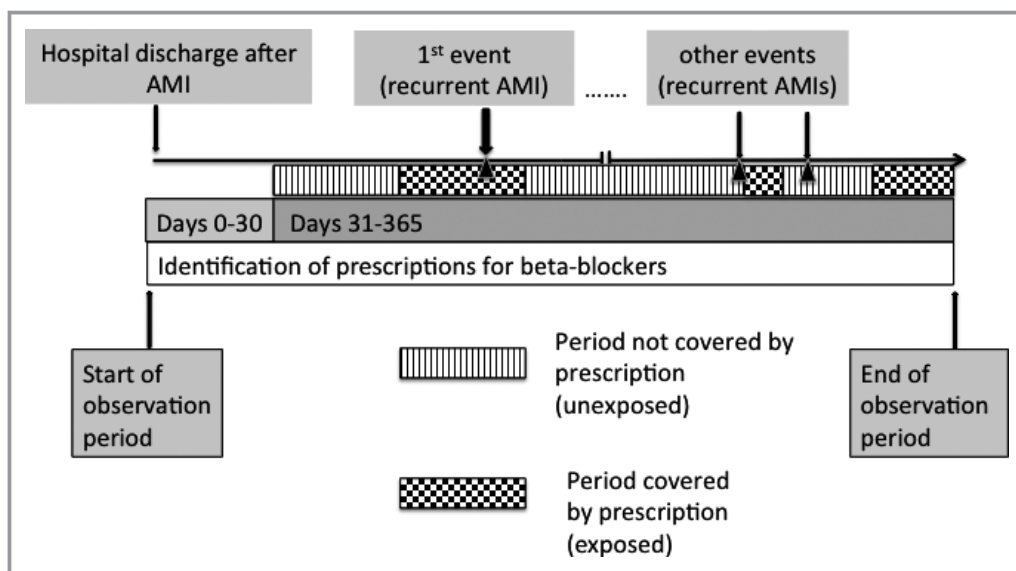 Hospital discharge after
AMI
1st event
(recurrent AMI)
.......
other events
(recurrent AMIs)
Days 0-30
Days 31-365
Identification of prescriptions for beta-blockers
Start of
observation
period
Period not covered by
prescription
(unexposed)
End of
observation
period
Period covered
by prescription
(exposed)